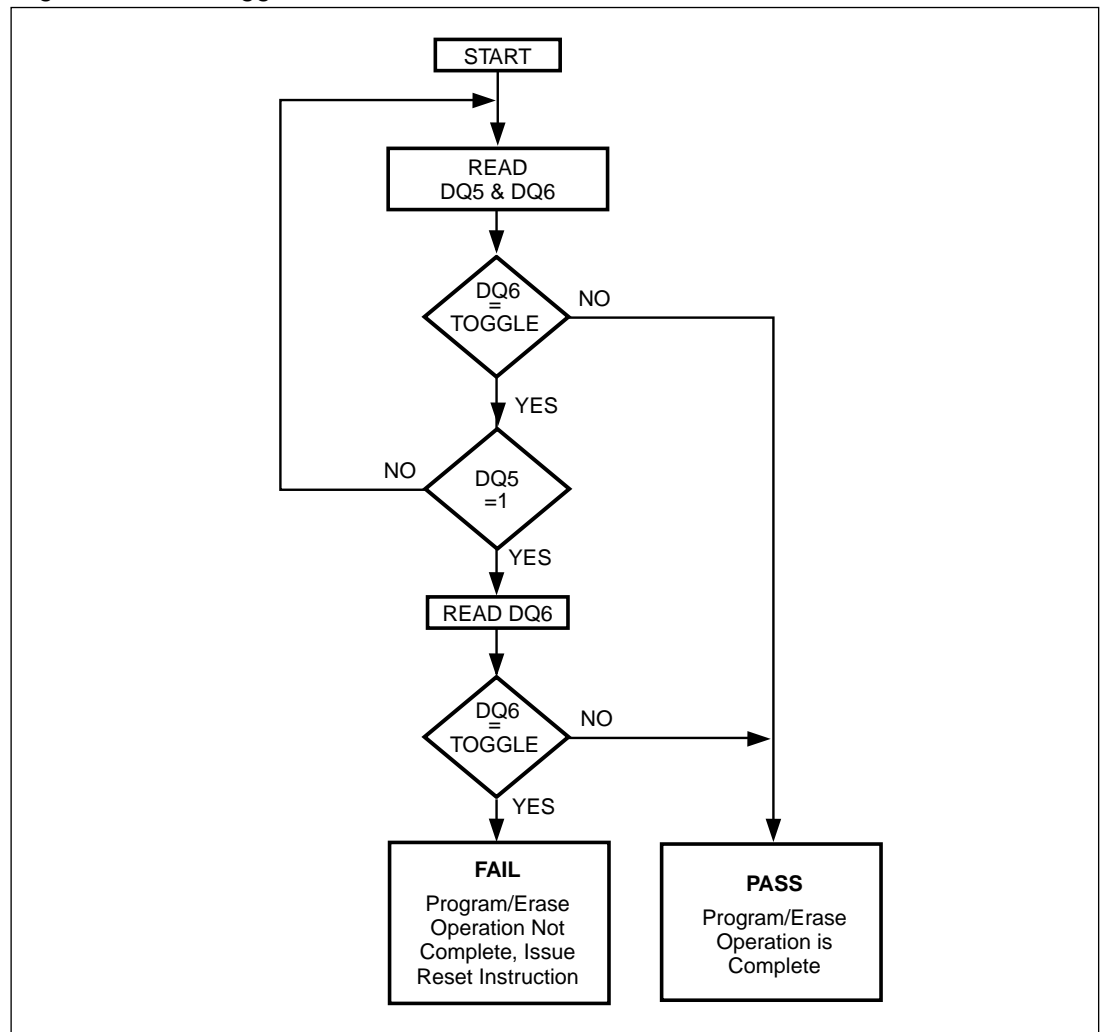 START
READ
DQ5 & DQ6
DQ6
=
TOGGLE
NO
YES
NO
DQ5
=1
YES
READ DQ6
DQ6
=
TOGGLE
NO
YES
FAIL
Program/Erase
Operation Not
Complete, Issue
Reset Instruction
PASS
Program/Erase
Operation is
Complete